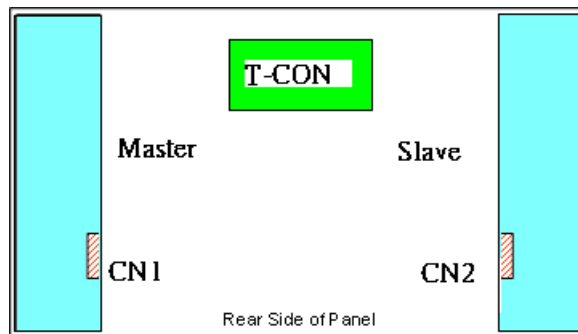 T-CON
Master
Slave
CN1
CN2
Rear Side of Panel